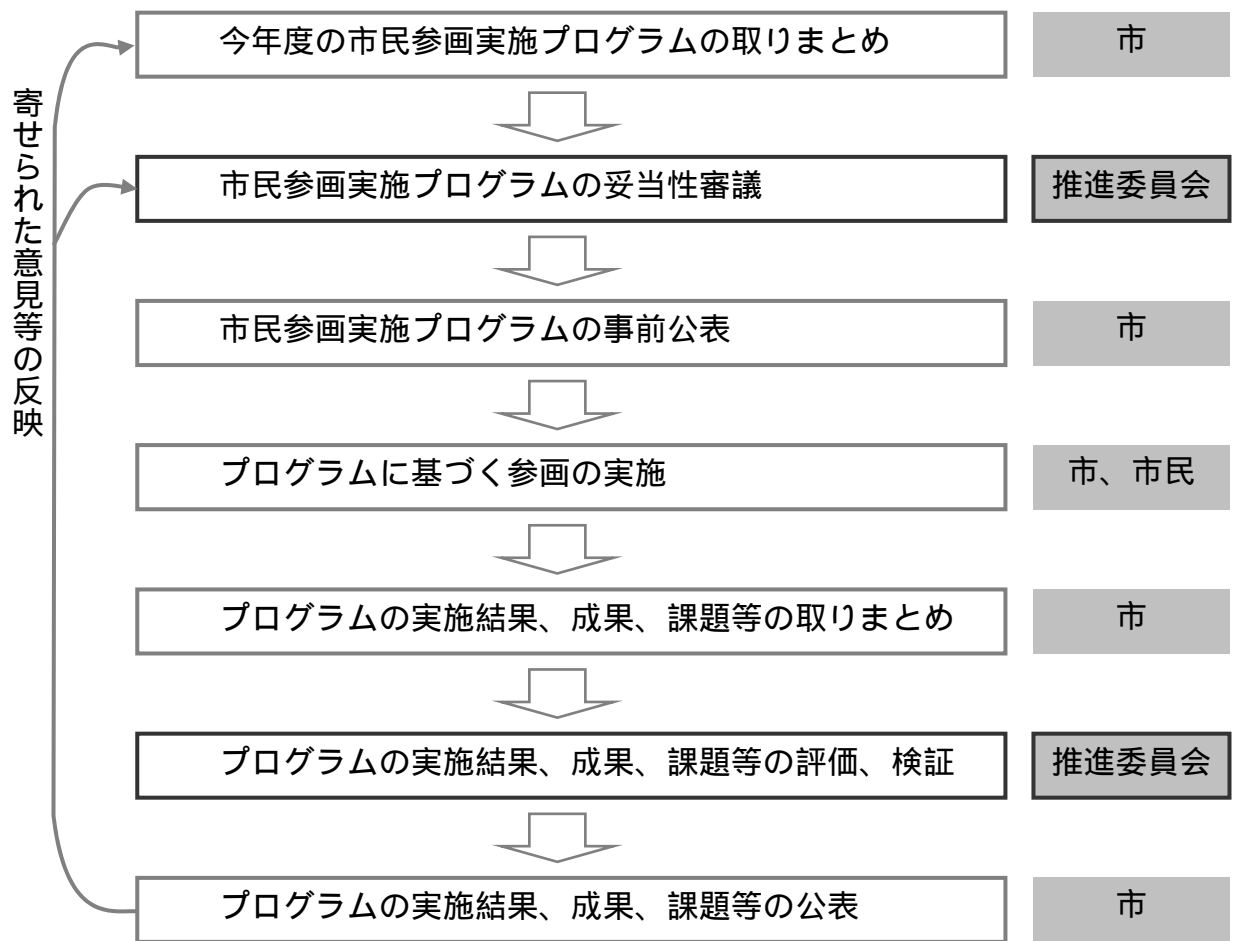 今年度の市民参画実施プログラムの取りまとめ
市
寄せられた意見等の反映
市民参画実施プログラムの妥当性審議
推進委員会
市民参画実施プログラムの事前公表
市
プログラムに基づく参画の実施
市、市民
プログラムの実施結果、成果、課題等の取りまとめ
市
プログラムの実施結果、成果、課題等の評価、検証
推進委員会
プログラムの実施結果、成果、課題等の公表
市